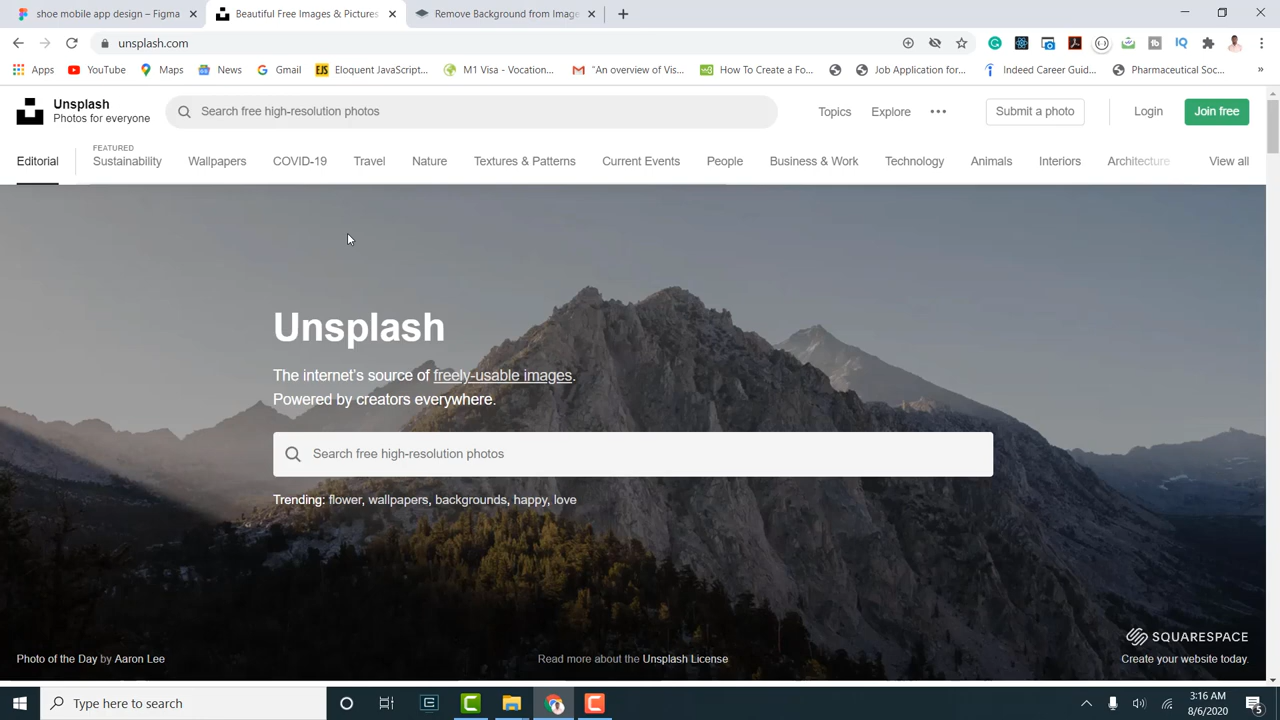 shoe mobile app design – Figma
Beautiful Free Images & Pictures
Remove Background from Image
unsplash.com
Apps
YouTube
Maps
News
Gmail
Eloquent JavaScript...
M1 Visa - Vocation...
"An overview of Vis...
How To Create a Fo...
Job Application for...
Indeed Career Guid...
Pharmaceutical Soc...
»
Unsplash
Photos for everyone
Search free high-resolution photos
Topics
Explore
Submit a photo
Login
Join free
Editorial
FEATURED
Sustainability
Wallpapers
COVID-19
Travel
Nature
Textures & Patterns
Current Events
People
Business & Work
Technology
Animals
Interiors
Architecture
View all
Unsplash
The internet's source of freely-usable images.
Powered by creators everywhere.
Search free high-resolution photos
Trending: flower, wallpapers, backgrounds, happy, love
SQUARESPACE
Photo of the Day by Aaron Lee
Read more about the Unsplash License
Create your website today.
Type here to search
3:16 AM
8/6/2020
5